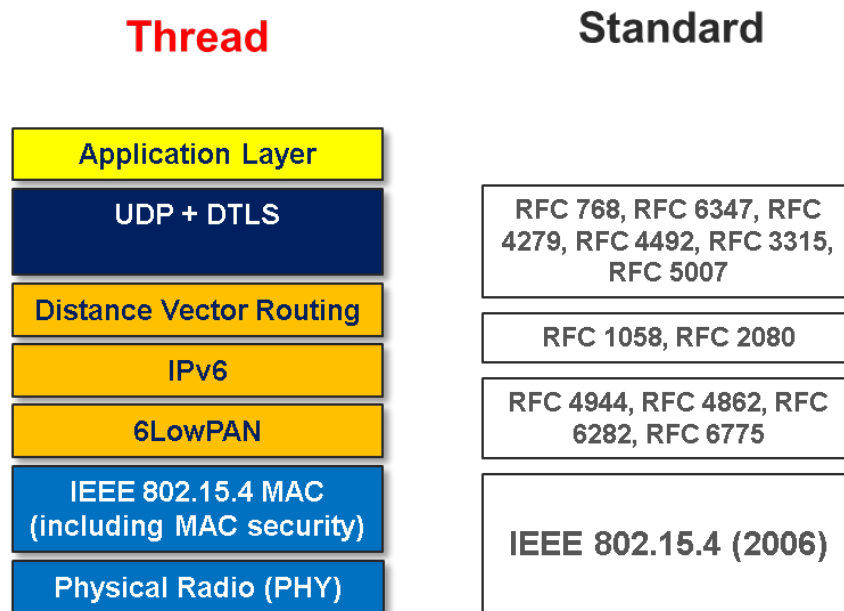 Thread
Standard
Application Layer
UDP + DTLS
RFC 768, RFC 6347, RFC
4279, RFC 4492, RFC 3315,
RFC 5007
Distance Vector Routing
RFC 1058, RFC 2080
IPv6
RFC 4944, RFC 4862, RFC
6282, RFC 6775
6LowPAN
IEEE 802.15.4 MAC
(including MAC security)
IEEE 802.15.4 (2006)
Physical Radio (PHY)